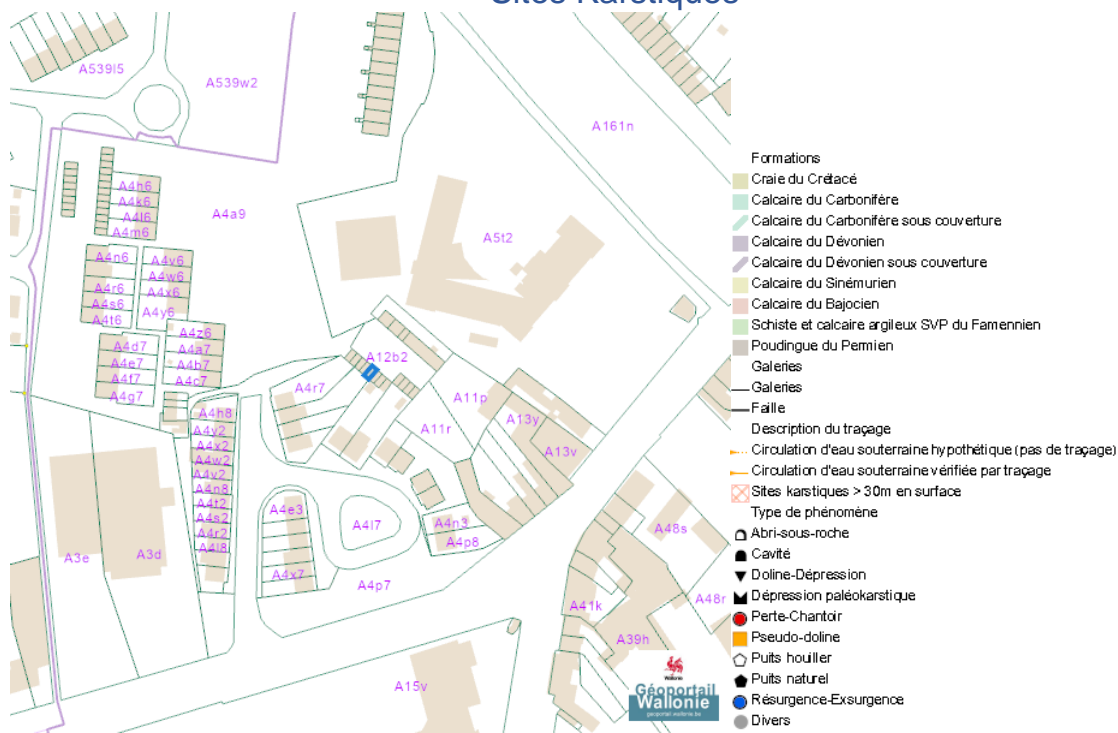 Sites Karstiques
A539l5
A539w2
A161n
A4h6
A4k6
A4l6
A4m6
A4a9
A5t2
A4n6
A4v6
A4w6
A4r6
A4x6
A4s6
A4y6
A4t6
A4z6
A4d7
A4a7
A4e7
A4b7
A4f7
A4c7
A4g7
A12b2
A4r7
A11p
A4h8
A13y
A4y2
A11r
A4x2
A13v
A4w2
A4v2
A4n8
A4t2
A4e3
A4s2
A4l7
A4n3
A48s
A4r2
A4p8
A4l8
A3e
A3d
A4x7
A4p7
A41k
A48r
A39h
A15v
Wallonie
Géoportail
Wallonie
geoportail.wallonie.be
Formations
Craie du Crétacé
Calcaire du Carbonifère
Calcaire du Carbonifère sous couverture
Calcaire du Dévonien
Calcaire du Dévonien sous couverture
Calcaire du Sinémurien
Calcaire du Bajocien
Schiste et calcaire argileux SVP du Famennien
Poudingue du Permien
Galeries
Galeries
Faille
Description du traçage
Circulation d'eau souterraine hypothétique (pas de traçage)
Circulation d'eau souterraine vérifiée par traçage
Sites karstiques > 30m en surface
Type de phénomène
Abri-sous-roche
Cavité
Doline-Dépression
Dépression paléokarstique
Perte-Chantoir
Pseudo-doline
Puits houiller
Puits naturel
Résurgence-Exsurgence
Divers